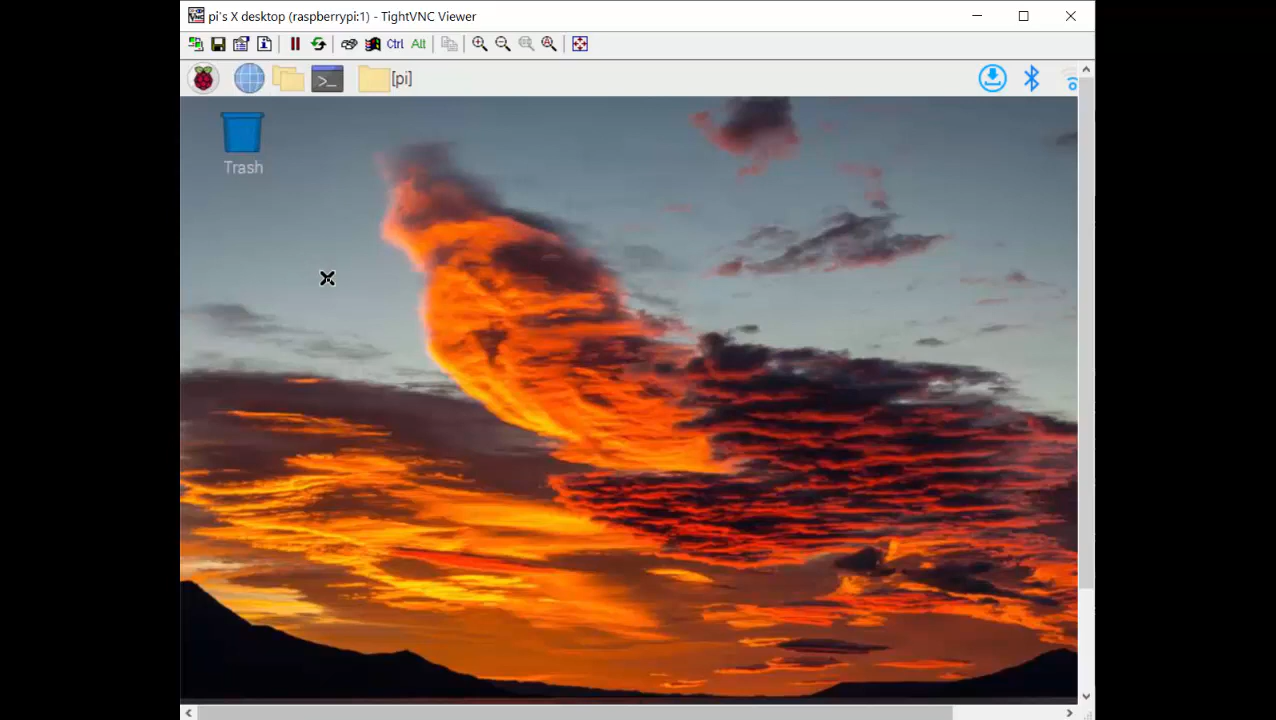 pi's X desktop (raspberrypi:1) - TightVNC Viewer
Ctrl Alt
>_ [pi]
Trash